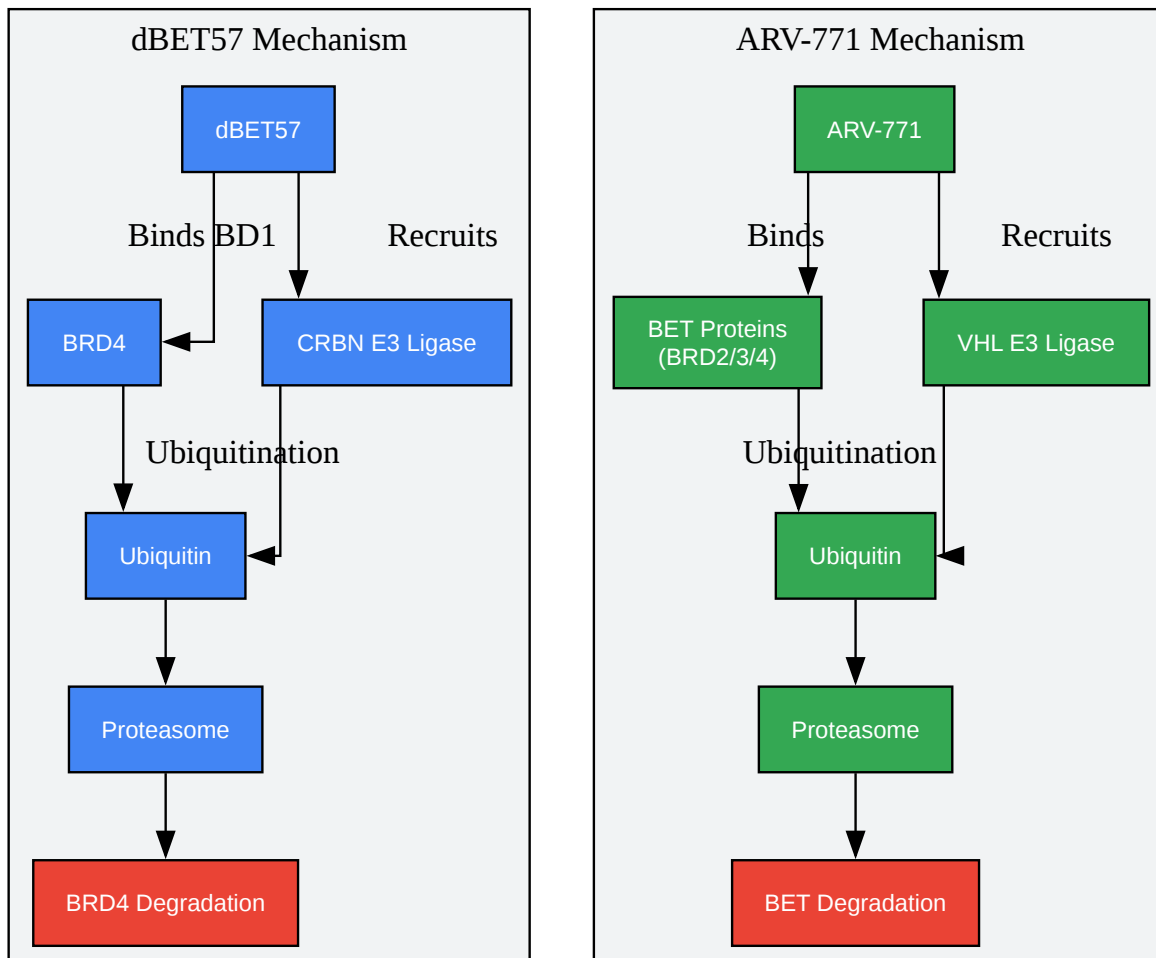 dBET57 Mechanism
dBET57
Binds BD1
Recruits
BRD4
CRBN E3 Ligase
Ubiquitination
Ubiquitin
Proteasome
BRD4 Degradation
ARV-771 Mechanism
ARV-771
Binds
Recruits
BET Proteins
(BRD2/3/4)
VHL E3 Ligase
Ubiquitination
Ubiquitin
Proteasome
BET Degradation